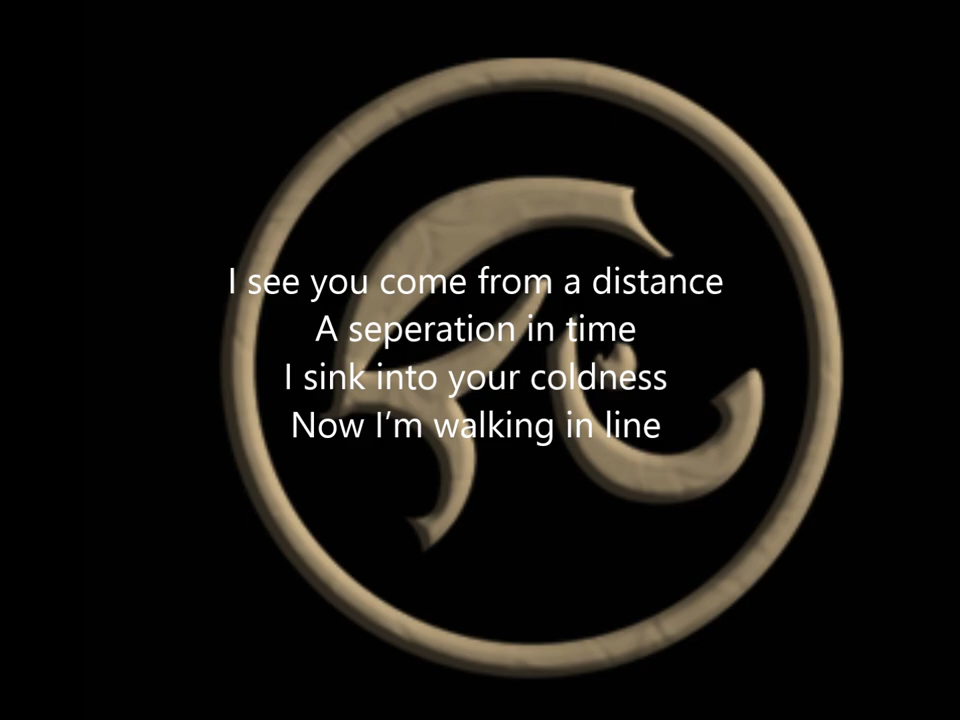 I see you come from a distance
A seperation in time
I sink into your coldness
Now I’m walking in line